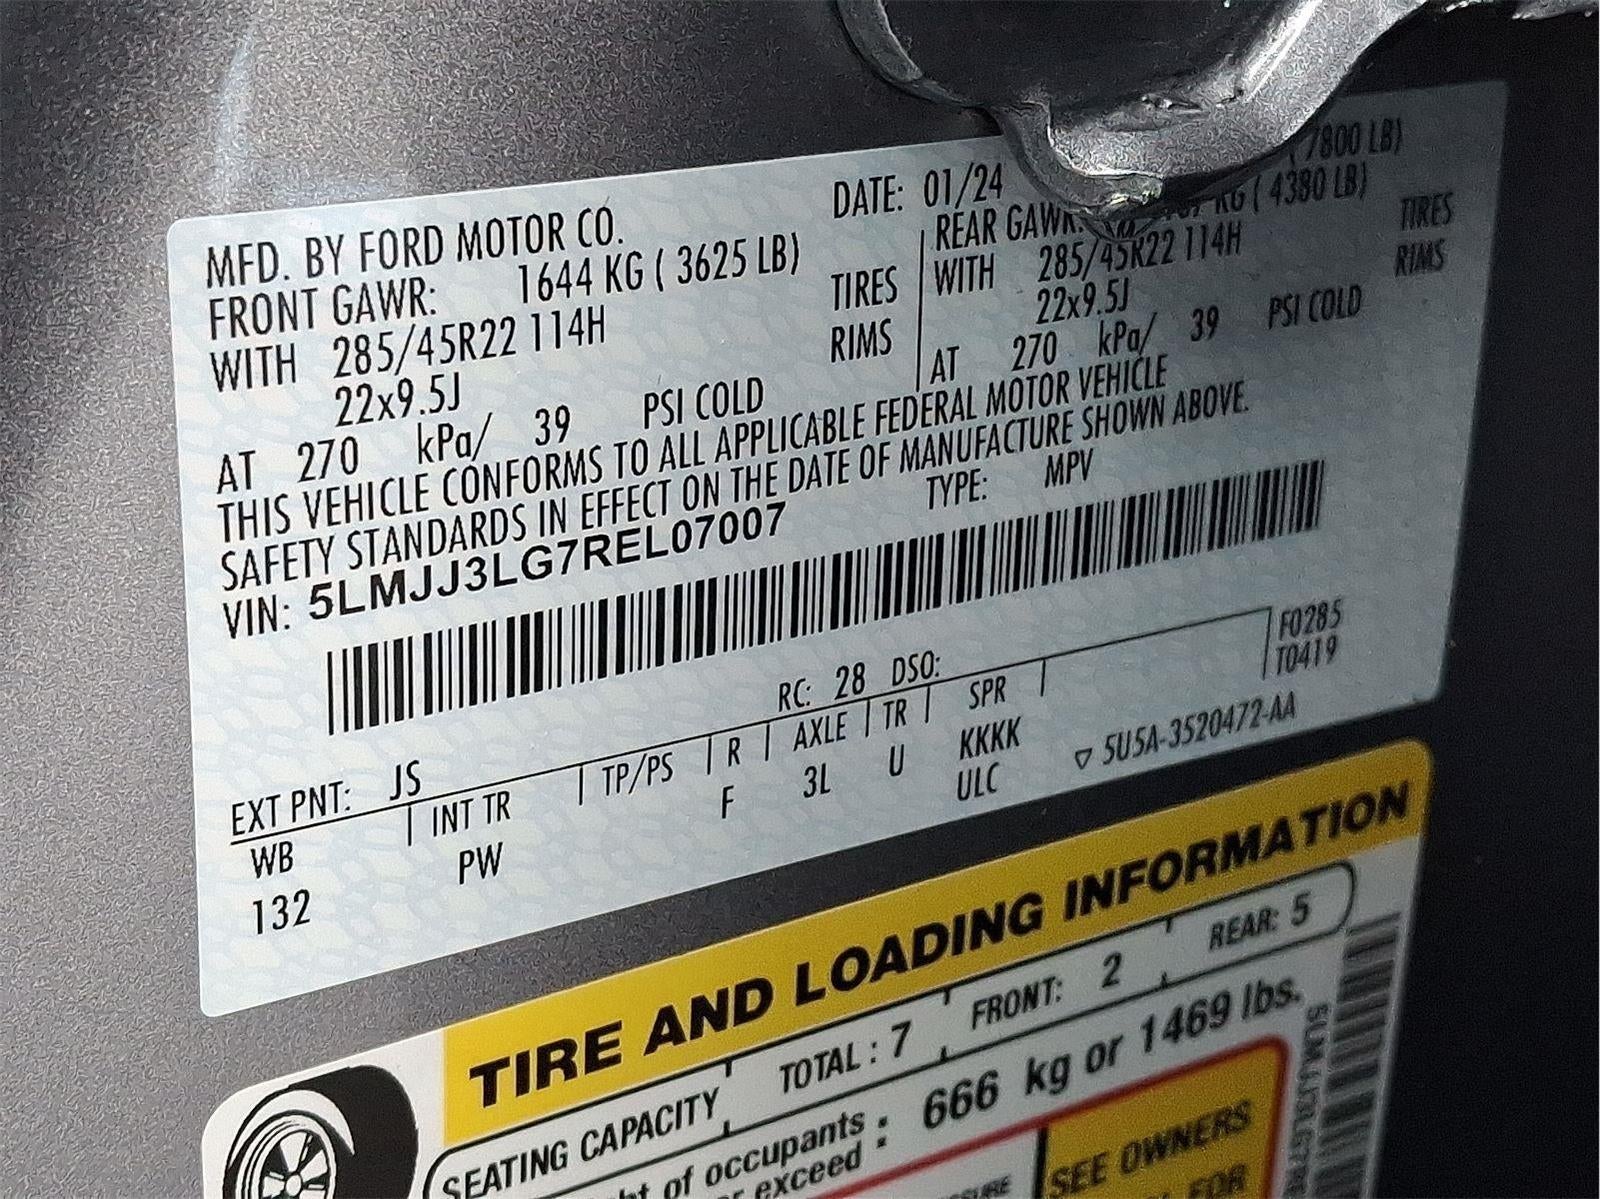 MFD. BY FORD MOTOR CO. DATE: 01/24 7800 LB)
FRONT GAWR: 1644 KG ( 3625 LB) REAR GAWR: KG ( 4380 LB)
WITH 285/45R22 114H TIRES WITH 285/45R22 114H TIRES
22x9.5J RIMS 22x9.5J RIMS
AT 270 kPa/ 39 PSI COLD AT 270 kPa/ 39 PSI COLD
THIS VEHICLE CONFORMS TO ALL APPLICABLE FEDERAL MOTOR VEHICLE
SAFETY STANDARDS IN EFFECT ON THE DATE OF MANUFACTURE SHOWN ABOVE.
VIN: 5LMJJ3LG7REL07007 TYPE: MPV
F0285
EXT PNT: JS RC: 28 DSO: T0419
WB INT TR TP/PS R AXLE TR SPR
132 PW F 3L U KKKK
ULC ▽ 5U5A-3520472-AA
TIRE AND LOADING INFORMATION
SEATING CAPACITY TOTAL : 7 FRONT: 2 REAR: 5
of occupants : 666 kg or 1469 lbs.
exceed :
SEE OWNERS
FOR